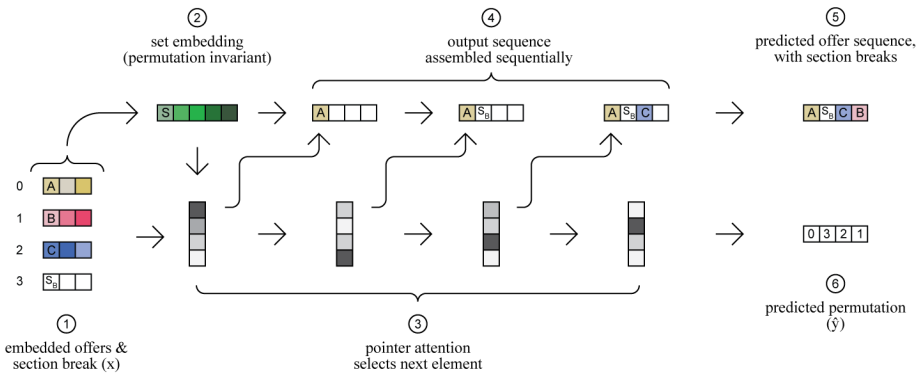 2
set embedding
(permutation invariant)
4
output sequence
assembled sequentially
5
predicted offer sequence,
with section breaks
S
A
A S_B
A S_B C
A S_B C B
0 A
1 B
2 C
3 S_B
0 3 2 1
1
embedded offers &
section break (x)
3
pointer attention
selects next element
6
predicted permutation
(ŷ)